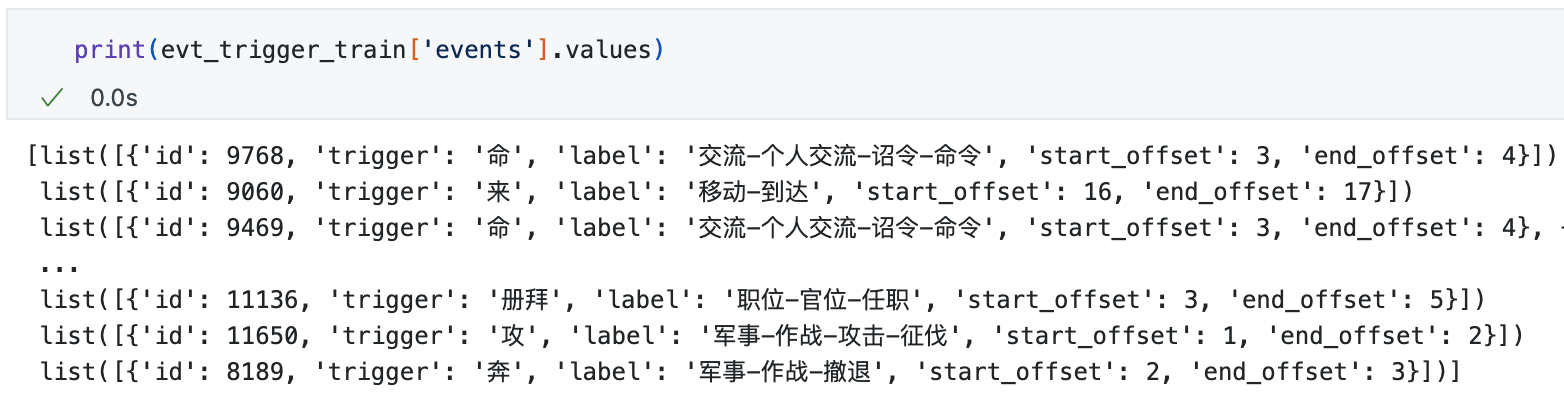 print(evt_trigger_train['events'].values)
0.0s
[list([{'id': 9768, 'trigger': '命', 'label': '交流-个人交流-诏令-命令', 'start_offset': 3, 'end_offset': 4}])
list([{'id': 9060, 'trigger': '来', 'label': '移动-到达', 'start_offset': 16, 'end_offset': 17}])
list([{'id': 9469, 'trigger': '命', 'label': '交流-个人交流-诏令-命令', 'start_offset': 3, 'end_offset': 4},
...
list([{'id': 11136, 'trigger': '册拜', 'label': '职位-官位-任职', 'start_offset': 3, 'end_offset': 5}])
list([{'id': 11650, 'trigger': '攻', 'label': '军事-作战-攻击-征伐', 'start_offset': 1, 'end_offset': 2}])
list([{'id': 8189, 'trigger': '奔', 'label': '军事-作战-撤退', 'start_offset': 2, 'end_offset': 3}])]